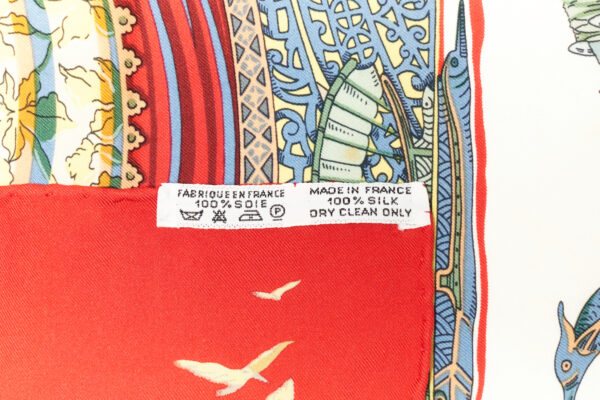 FABRIQUE EN FRANCE
100% SOIE
MADE IN FRANCE
100% SILK
DRY CLEAN ONLY